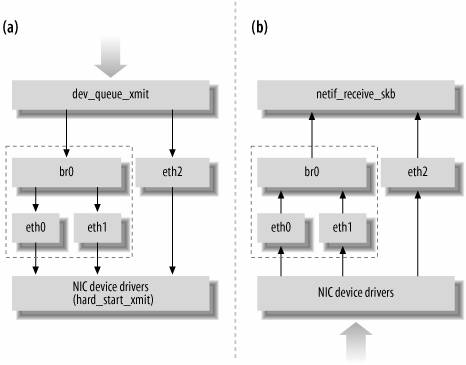 (a)
dev_queue_xmit
br0
eth2
eth0
eth1
NIC device drivers
(hard_start_xmit)
(b)
netif_receive_skb
br0
eth2
eth0
eth1
NIC device drivers